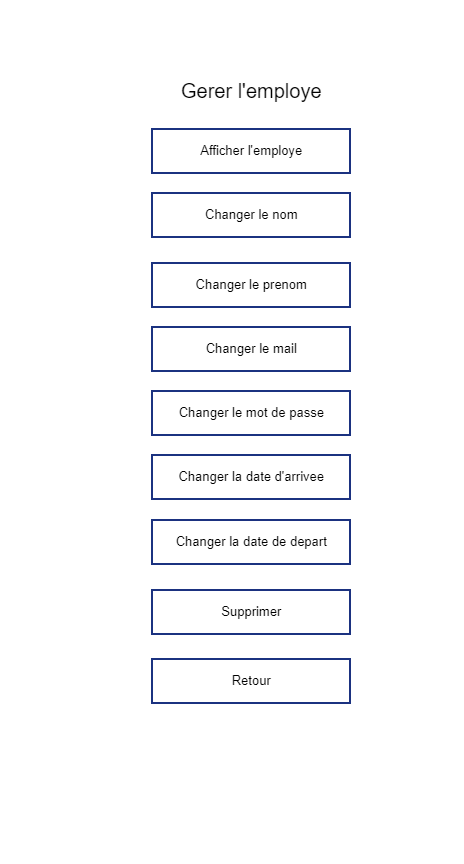 Gerer l'employe
Afficher l'employe
Changer le nom
Changer le prenom
Changer le mail
Changer le mot de passe
Changer la date d'arrivee
Changer la date de depart
Supprimer
Retour